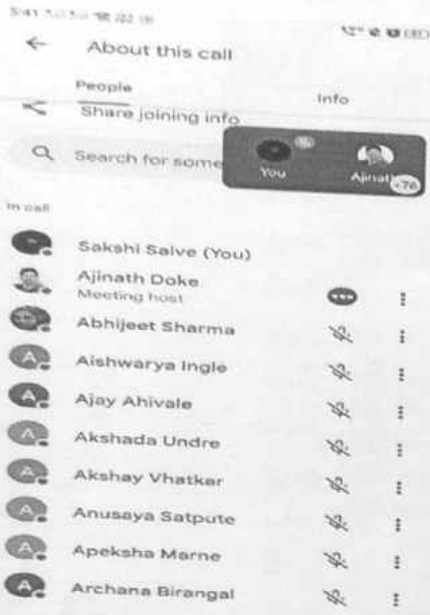 5:41
← About this call
People
Info
Share joining info
Search for some
You
Ajinat
+76
In call
Sakshi Salve (You)
Ajinath Doke
Meeting host
Abhijeet Sharma
A Aishwarya Ingle
A Ajay Ahivale
A Akshada Undre
A Akshay Vhatkar
A Anusaya Satpute
A Apeksha Marne
A Archana Birangal